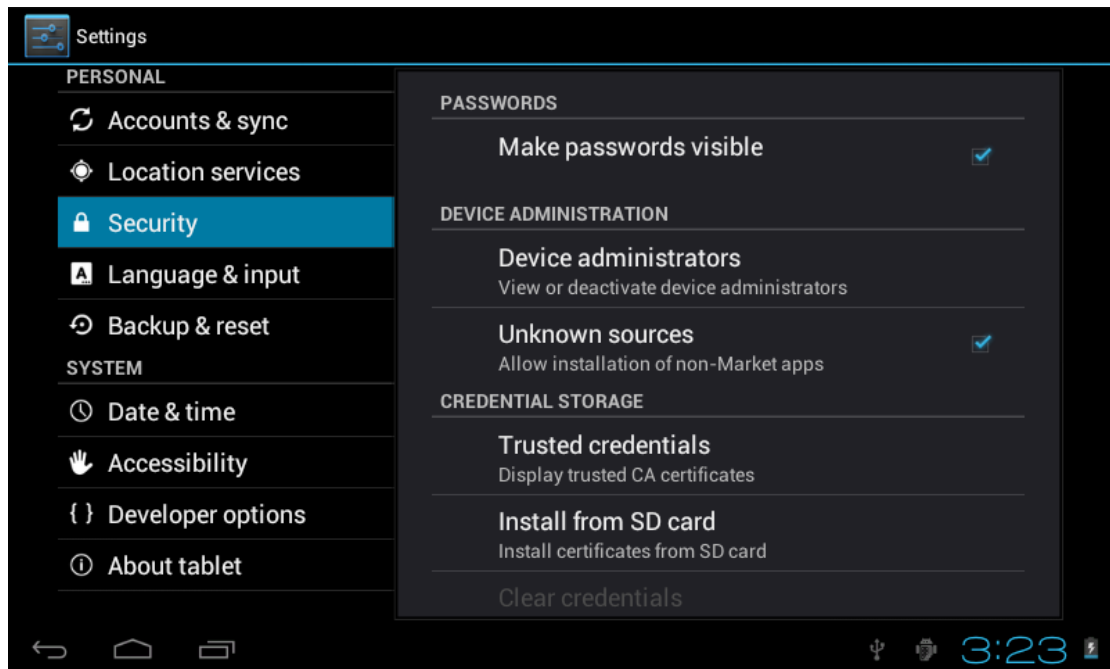 Settings
PERSONAL
Accounts & sync
Location services
Security
Language & input
Backup & reset
SYSTEM
Date & time
Accessibility
{ } Developer options
About tablet
PASSWORDS
Make passwords visible
DEVICE ADMINISTRATION
Device administrators
View or deactivate device administrators
Unknown sources
Allow installation of non-Market apps
CREDENTIAL STORAGE
Trusted credentials
Display trusted CA certificates
Install from SD card
Install certificates from SD card
Clear credentials
3:23